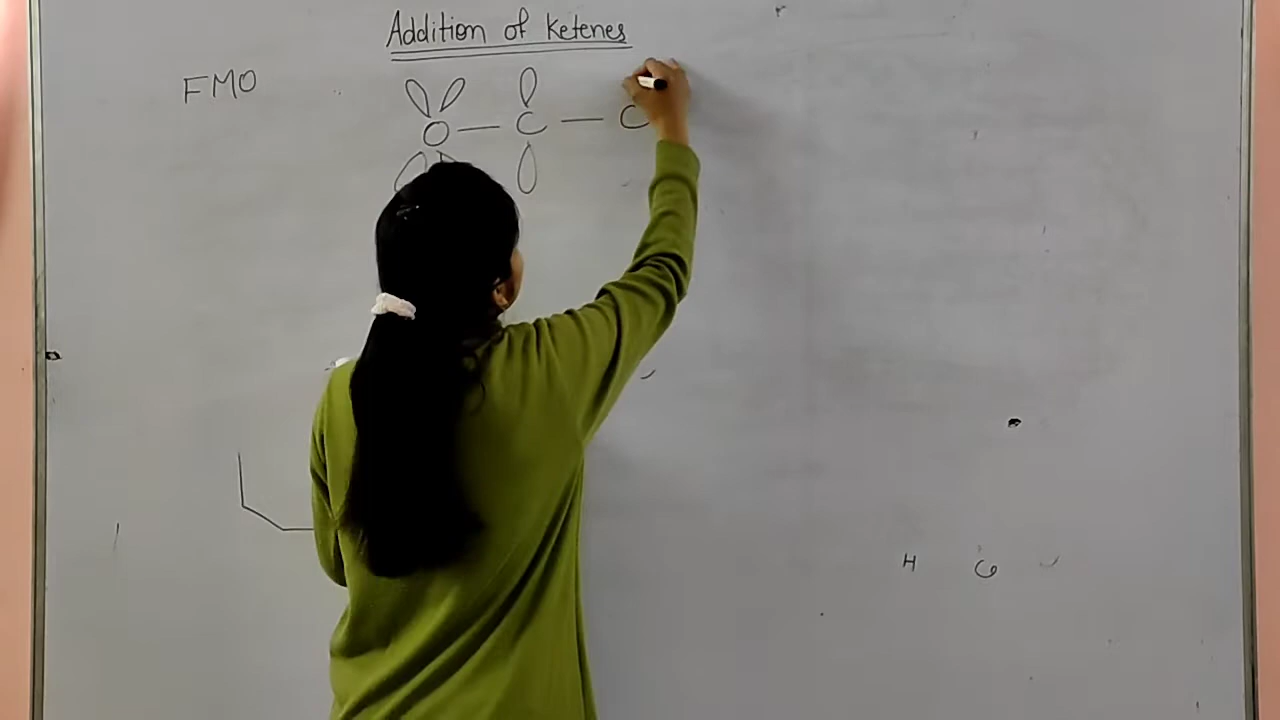 Addition of Ketenes
FMO
O — C — C
H